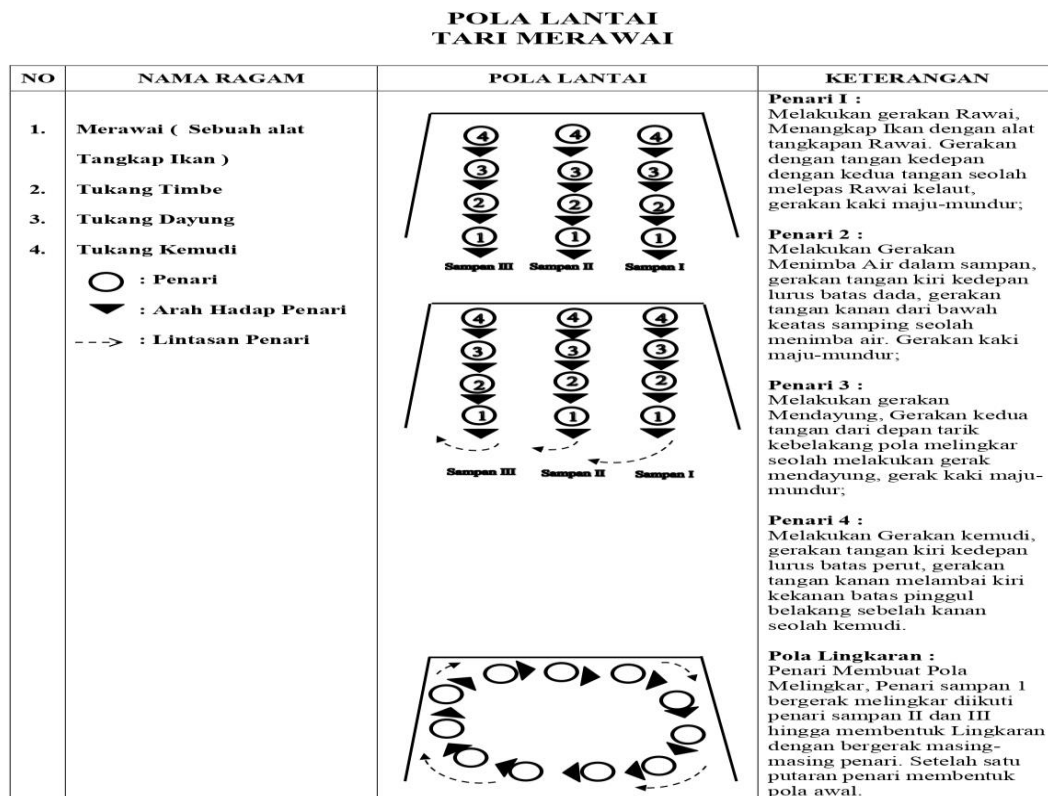 POLA LANTAI
TARI MERAWAI
NO
NAMA RAGAM
POLA LANTAI
KETERANGAN
1. Merawai ( Sebuah alat
Tangkap Ikan )
2. Tukang Timbe
3. Tukang Dayung
4. Tukang Kemudi
: Penari
: Arah Hadap Penari
: Lintasan Penari
4 4 4
3 3 3
2 2 2
1 1 1
Sampan III Sampan II Sampan I
4 4 4
3 3 3
2 2 2
1 1 1
Sampan III Sampan II Sampan I
Penari I :
Melakukan gerakan Rawai,
Menangkap Ikan dengan alat
tangkapan Rawai. Gerakan
dengan tangan kedepan
dengan kedua tangan seolah
melepas Rawai kelaut,
gerakan kaki maju-mundur;
Penari 2 :
Melakukan Gerakan
Menimba Air dalam sampan,
gerakan tangan kiri kedepan
lurus batas dada, gerakan
tangan kanan dari bawah
keatas samping seolah
menimba air. Gerakan kaki
maju-mundur;
Penari 3 :
Melakukan gerakan
Mendayung, Gerakan kedua
tangan dari depan tarik
kebelakang pola melingkar
seolah melakukan gerak
mendayung, gerak kaki maju-
mundur;
Penari 4 :
Melakukan Gerakan kemudi,
gerakan tangan kiri kedepan
lurus batas perut, gerakan
tangan kanan melambai kiri
kekanan batas pinggul
belakang sebelah kanan
seolah kemudi.
Pola Lingkaran :
Penari Membuat Pola
Melingkar, Penari sampan 1
bergerak melingkar diikuti
penari sampan II dan III
hingga membentuk Lingkaran
dengan bergerak masing-
masing penari. Setelah satu
putaran penari membentuk
pola awal.